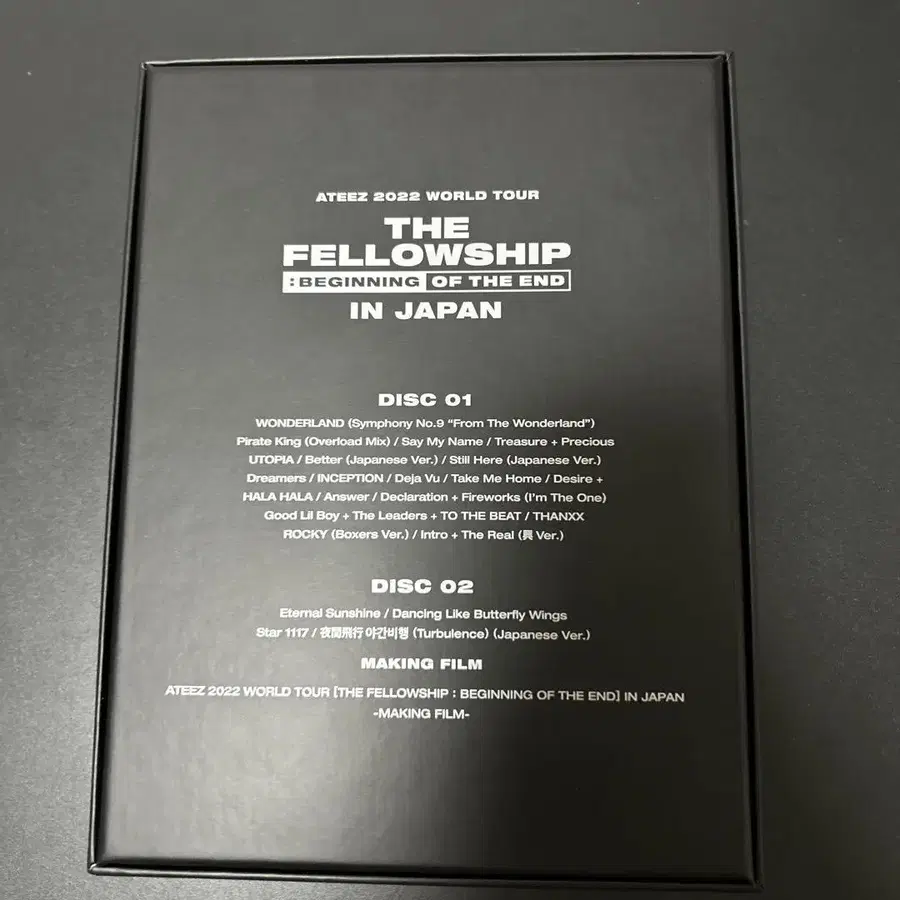 ATEEZ 2022 WORLD TOUR
THE
FELLOWSHIP
: BEGINNING OF THE END
IN JAPAN
DISC 01
WONDERLAND (Symphony No.9 “From The Wonderland”)
Pirate King (Overload Mix) / Say My Name / Treasure + Precious
UTOPIA / Better (Japanese Ver.) / Still Here (Japanese Ver.)
Dreamers / INCEPTION / Deja Vu / Take Me Home / Desire +
HALA HALA / Answer / Declaration + Fireworks (I’m The One)
Good Lil Boy + The Leaders + TO THE BEAT / THANXX
ROCKY (Boxers Ver.) / Intro + The Real (興 Ver.)
DISC 02
Eternal Sunshine / Dancing Like Butterfly Wings
Star 1117 / 夜間飛行 야간비행 (Turbulence) (Japanese Ver.)
MAKING FILM
ATEEZ 2022 WORLD TOUR [THE FELLOWSHIP : BEGINNING OF THE END] IN JAPAN
-MAKING FILM-